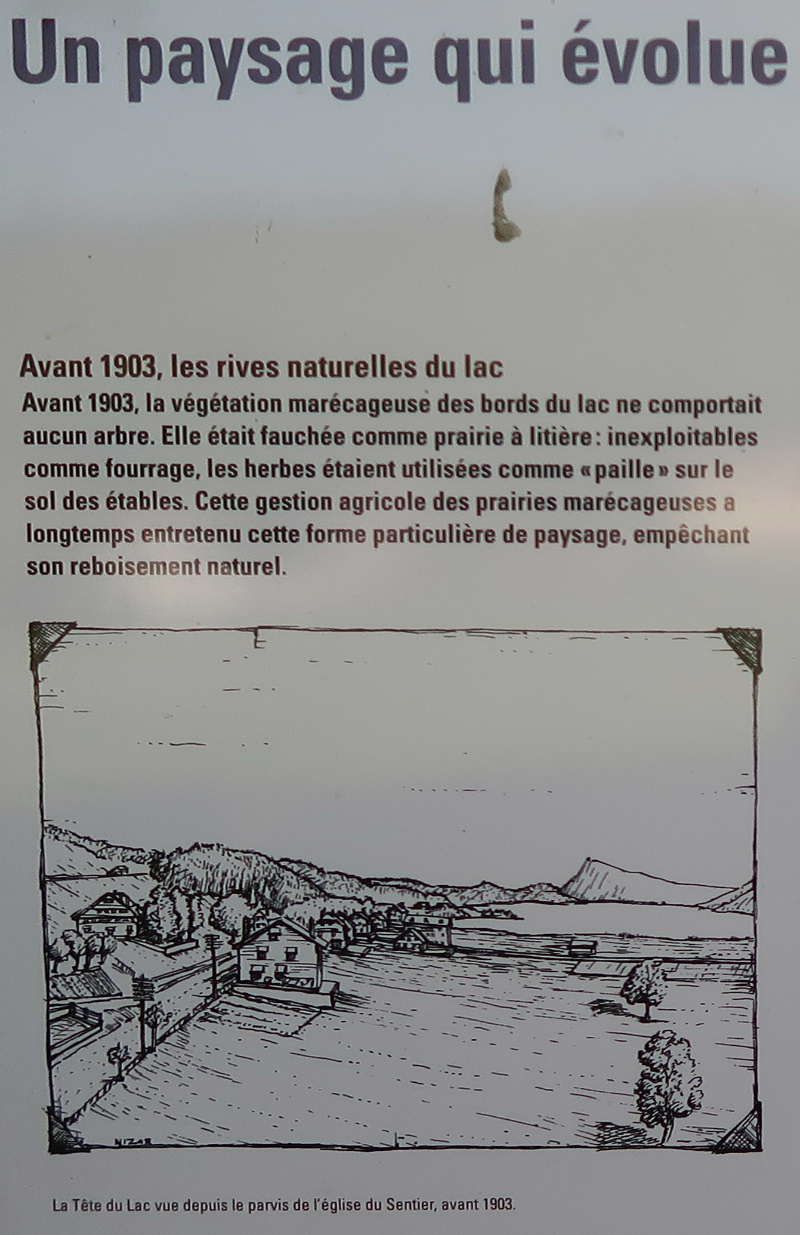 Un paysage qui évolue
Avant 1903, les rives naturelles du lac
Avant 1903, la végétation marécageuse des bords du lac ne comportait
aucun arbre. Elle était fauchée comme prairie à litière : inexploitables
comme fourrage, les herbes étaient utilisées comme « paille » sur le
sol des étables. Cette gestion agricole des prairies marécageuses a
longtemps entretenu cette forme particulière de paysage, empêchant
son reboisement naturel.
NIZAR
La Tête du Lac vue depuis le parvis de l'église du Sentier, avant 1903.